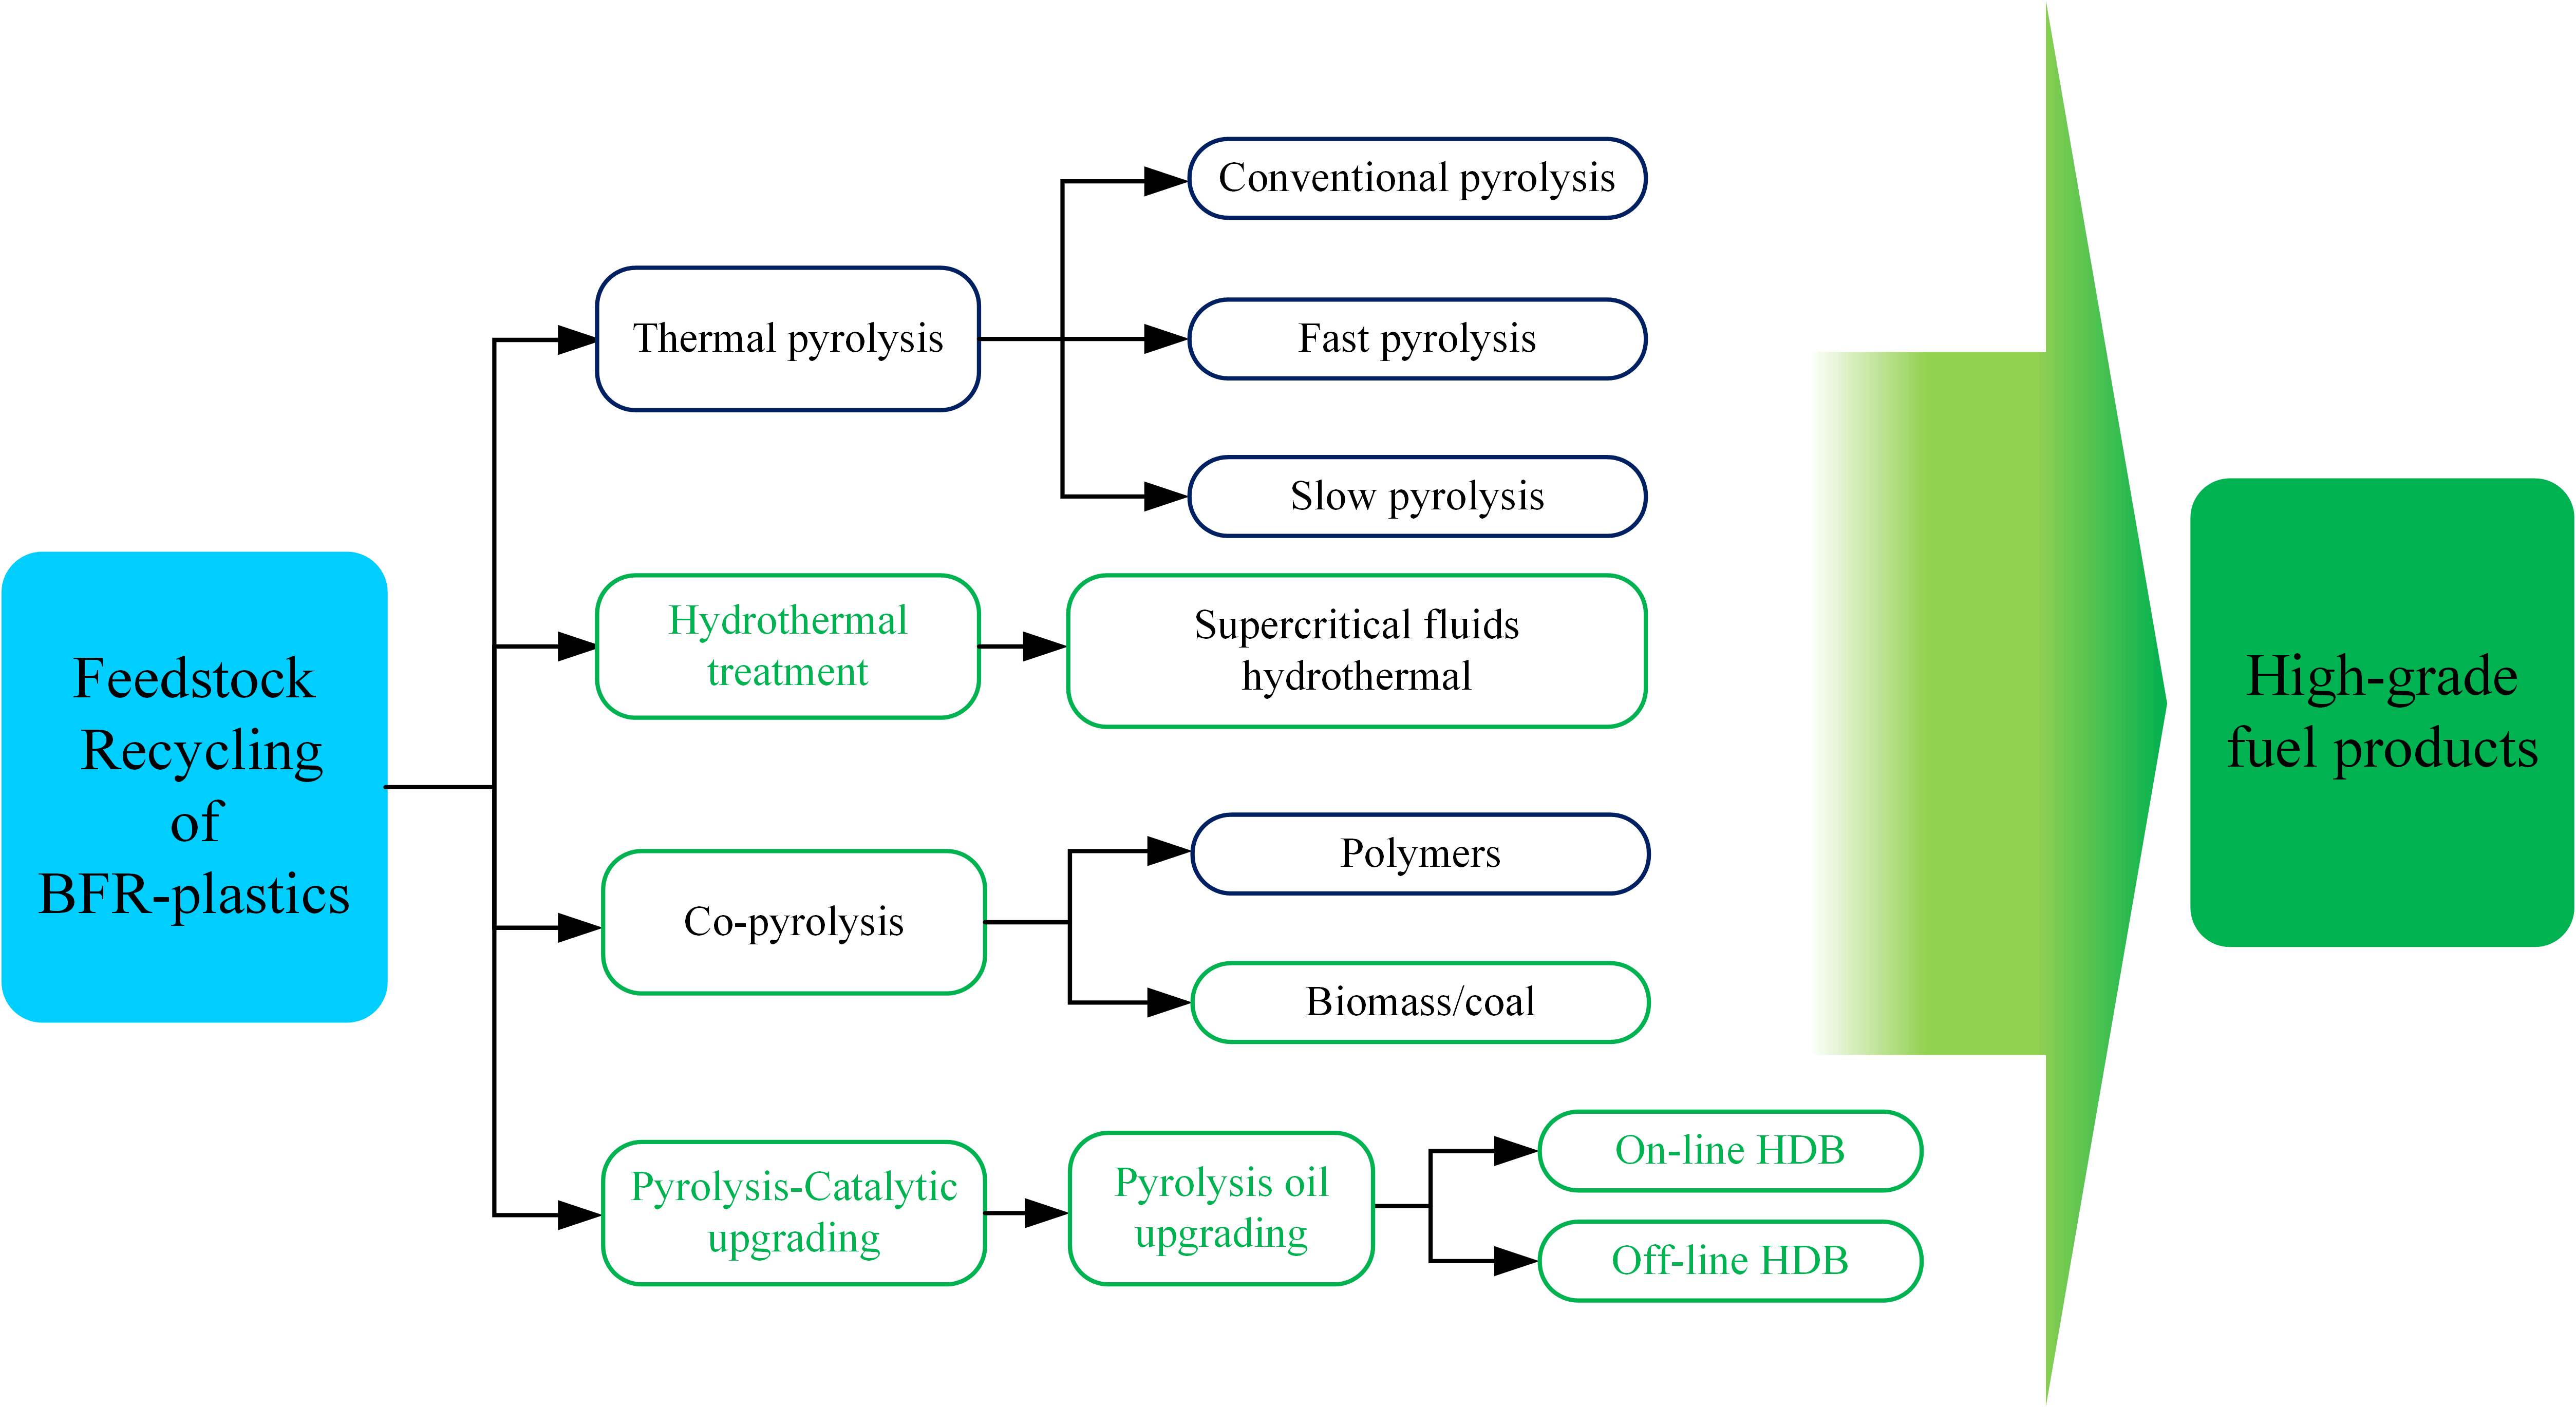 Feedstock
Recycling
of
BFR-plastics
Thermal pyrolysis
Conventional pyrolysis
Fast pyrolysis
Slow pyrolysis
Hydrothermal
treatment
Supercritical fluids
hydrothermal
Co-pyrolysis
Polymers
Biomass/coal
Pyrolysis-Catalytic
upgrading
Pyrolysis oil
upgrading
On-line HDB
Off-line HDB
High-grade
fuel products